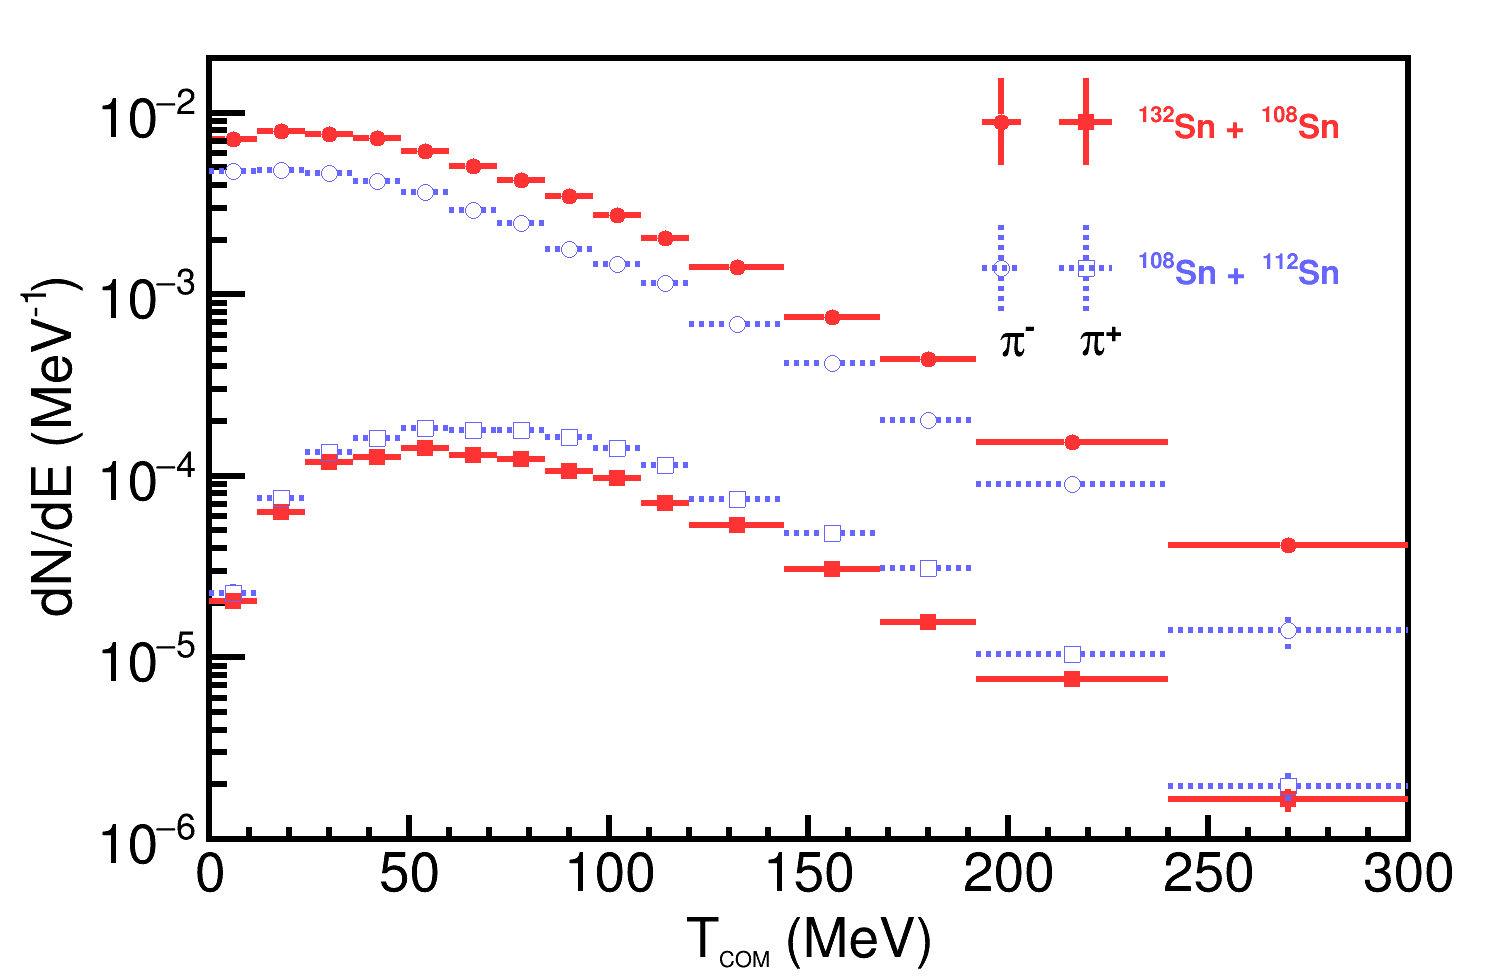 10⁻²
10⁻³
10⁻⁴
10⁻⁵
10⁻⁶
dN/dE (MeV⁻¹)
¹³²Sn + ¹⁰⁸Sn
¹⁰⁸Sn + ¹¹²Sn
π⁻ π⁺
0 50 100 150 200 250 300
T_COM (MeV)